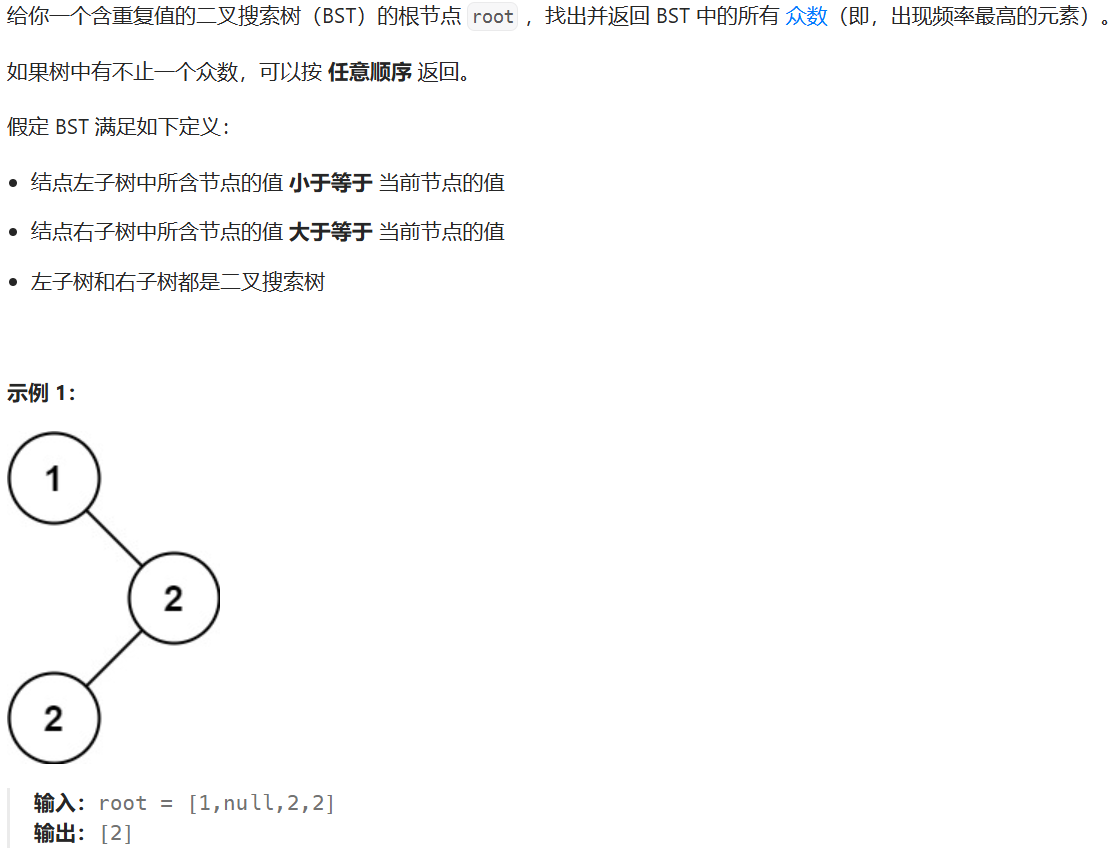 给你一个含重复值的二叉搜索树（BST）的根节点 root ，找出并返回 BST 中的所有 众数（即，出现频率最高的元素）。
如果树中有不止一个众数，可以按 任意顺序 返回。
假定 BST 满足如下定义：
• 结点左子树中所含节点的值 小于等于 当前节点的值
• 结点右子树中所含节点的值 大于等于 当前节点的值
• 左子树和右子树都是二叉搜索树
示例 1：
1
2
2
输入：root = [1,null,2,2]
输出：[2]